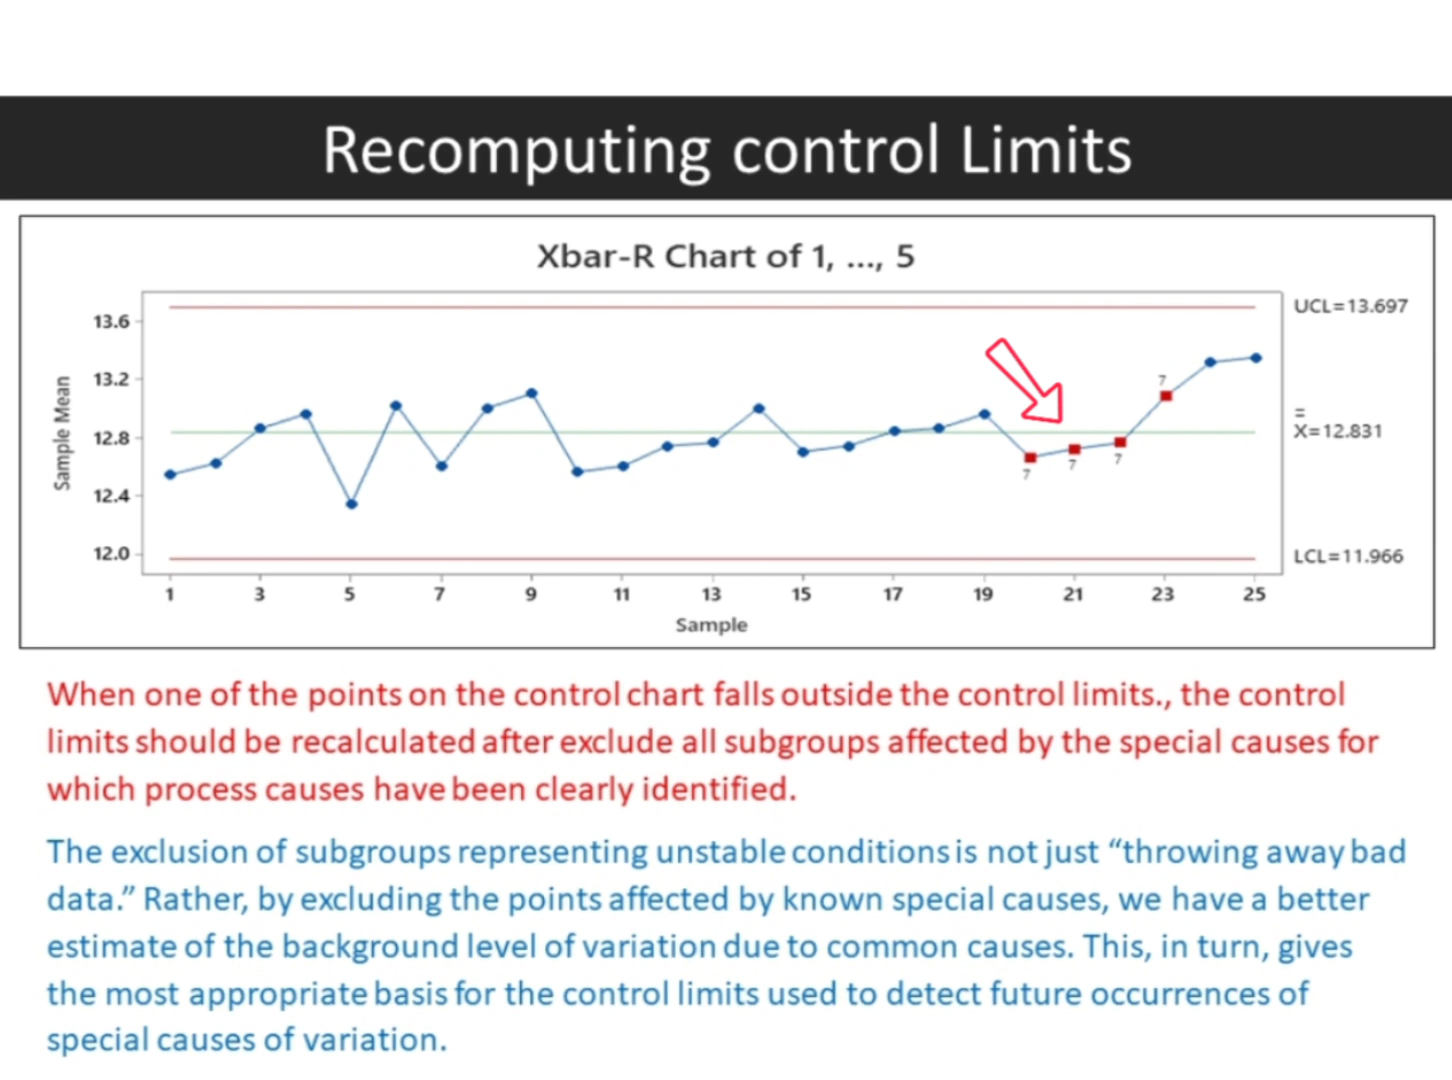 Recomputing control Limits
Xbar-R Chart of 1, ..., 5
UCL=13.697
13.6
13.2
12.8
12.4
12.0
Sample Mean
7
7
7
7
=
X=12.831
LCL=11.966
1 3 5 7 9 11 13 15 17 19 21 23 25
Sample
When one of the points on the control chart falls outside the control limits., the control
limits should be recalculated after exclude all subgroups affected by the special causes for
which process causes have been clearly identified.
The exclusion of subgroups representing unstable conditions is not just “throwing away bad
data.” Rather, by excluding the points affected by known special causes, we have a better
estimate of the background level of variation due to common causes. This, in turn, gives
the most appropriate basis for the control limits used to detect future occurrences of
special causes of variation.